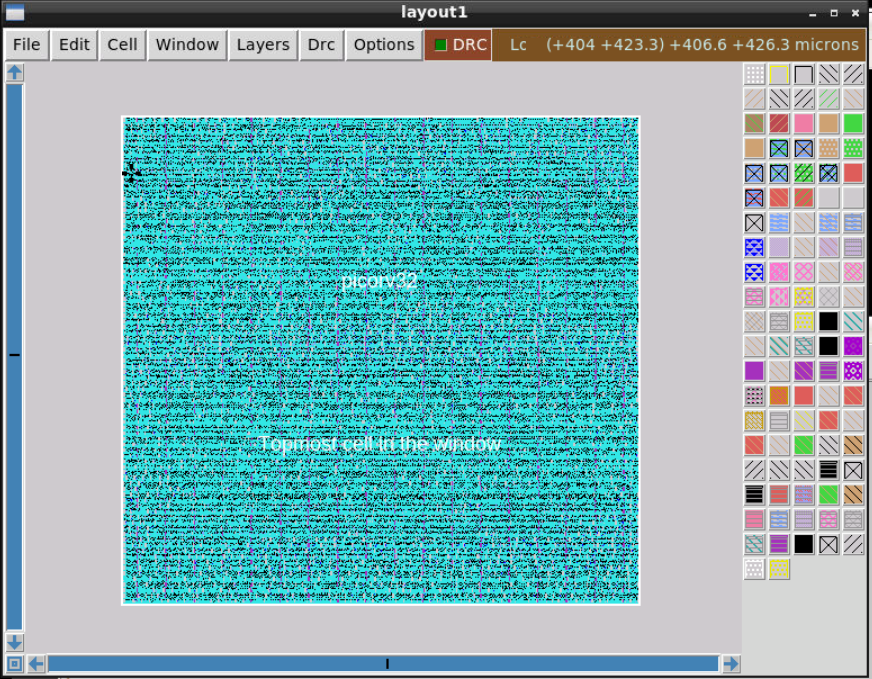 layout1
File Edit Cell Window Layers Drc Options DRC Lc (+404 +423.3) +406.6 +426.3 microns
picorv32
Topmost cell in the window